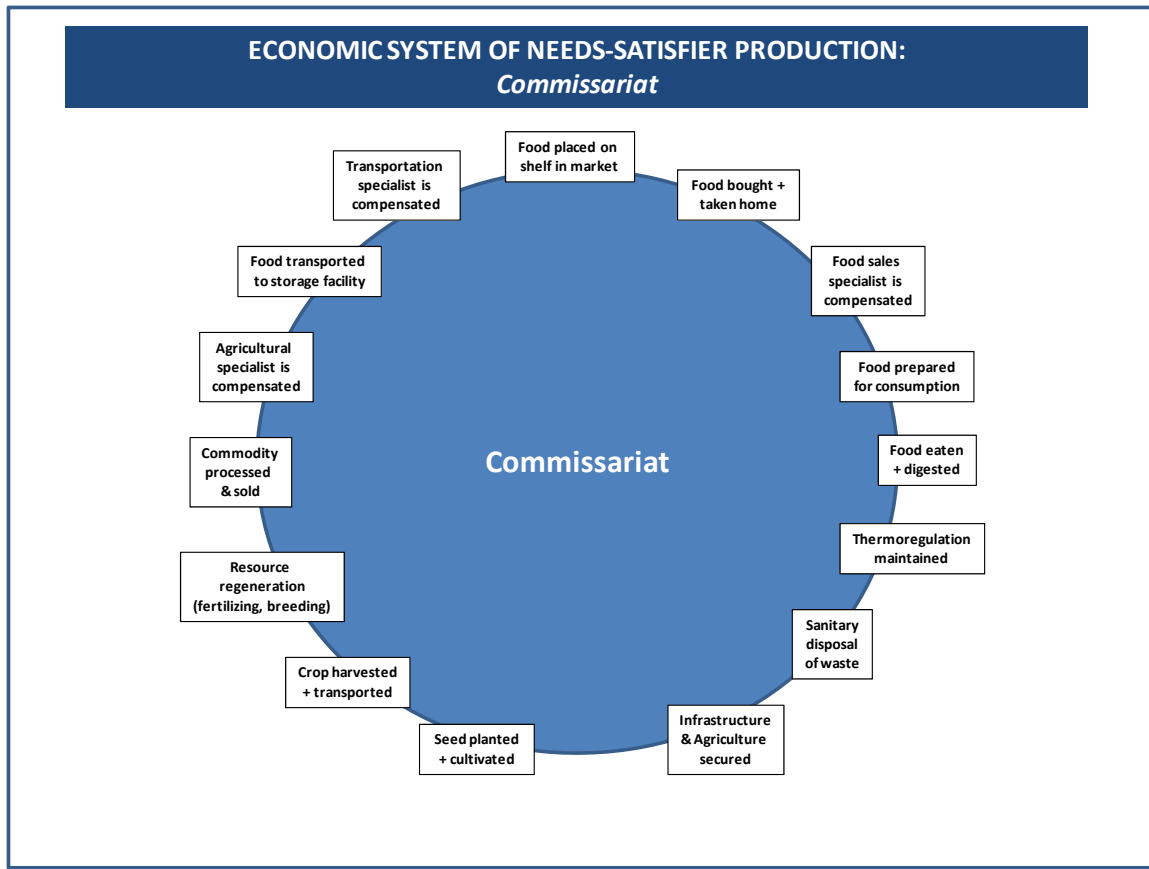 ECONOMIC SYSTEM OF NEEDS-SATISFIER PRODUCTION:
Commissariat
Food placed on
shelf in market
Food bought +
taken home
Food sales
specialist is
compensated
Food prepared
for consumption
Food eaten
+ digested
Thermoregulation
maintained
Sanitary
disposal
of waste
Infrastructure
& Agriculture
secured
Seed planted
+ cultivated
Crop harvested
+ transported
Resource
regeneration
(fertilizing, breeding)
Commodity
processed
& sold
Agricultural
specialist is
compensated
Food transported
to storage facility
Transportation
specialist is
compensated
Commissariat